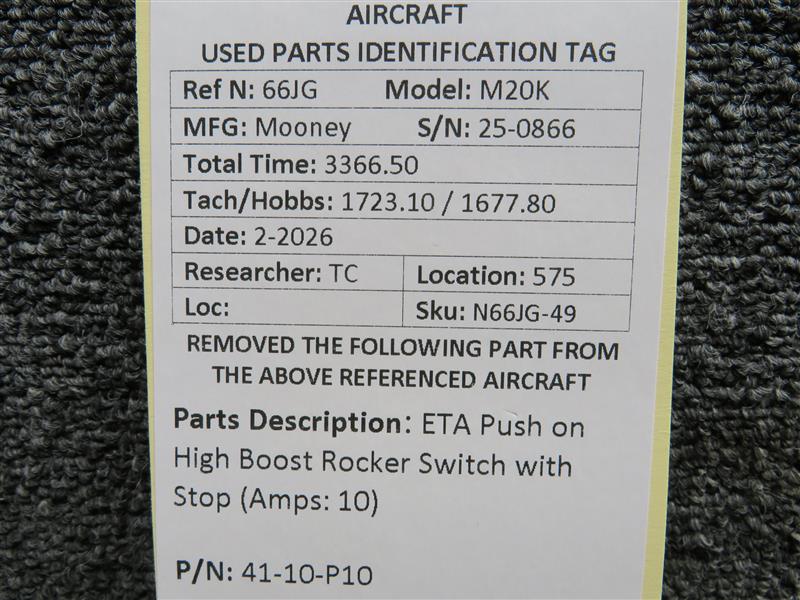 AIRCRAFT
USED PARTS IDENTIFICATION TAG
Ref N: 66JG Model: M20K
MFG: Mooney S/N: 25-0866
Total Time: 3366.50
Tach/Hobbs: 1723.10 / 1677.80
Date: 2-2026
Researcher: TC Location: 575
Loc: Sku: N66JG-49
REMOVED THE FOLLOWING PART FROM
THE ABOVE REFERENCED AIRCRAFT
Parts Description: ETA Push on
High Boost Rocker Switch with
Stop (Amps: 10)
P/N: 41-10-P10